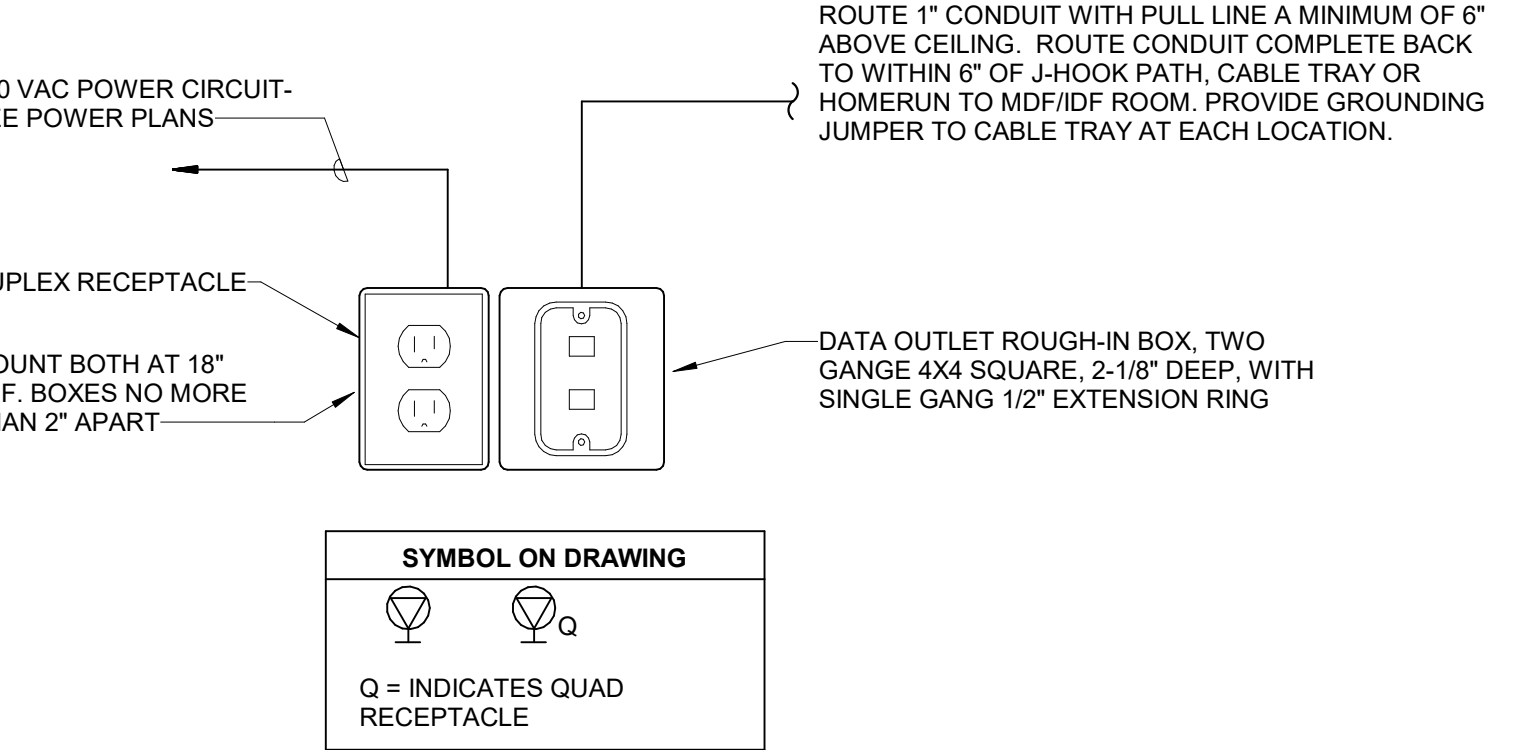 ROUTE 1" CONDUIT WITH PULL LINE A MINIMUM OF 6"
ABOVE CEILING. ROUTE CONDUIT COMPLETE BACK
TO WITHIN 6" OF J-HOOK PATH, CABLE TRAY OR
HOMERUN TO MDF/IDF ROOM. PROVIDE GROUNDING
JUMPER TO CABLE TRAY AT EACH LOCATION.
0 VAC POWER CIRCUIT-
POWER PLANS
RECEPTACLE
BOTH AT 18"
BOXES NO MORE
2" APART
DATA OUTLET ROUGH-IN BOX, TWO
GANGE 4X4 SQUARE, 2-1/8" DEEP, WITH
SINGLE GANG 1/2" EXTENSION RING
SYMBOL ON DRAWING
Q
Q = INDICATES QUAD
RECEPTACLE